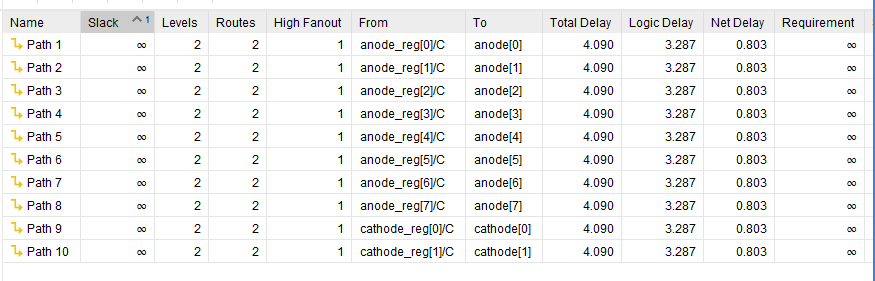 Name Slack 1 Levels Routes High Fanout From To Total Delay Logic Delay Net Delay Requirement
Path 1 ∞ 2 2 1 anode_reg[0]/C anode[0] 4.090 3.287 0.803 ∞
Path 2 ∞ 2 2 1 anode_reg[1]/C anode[1] 4.090 3.287 0.803 ∞
Path 3 ∞ 2 2 1 anode_reg[2]/C anode[2] 4.090 3.287 0.803 ∞
Path 4 ∞ 2 2 1 anode_reg[3]/C anode[3] 4.090 3.287 0.803 ∞
Path 5 ∞ 2 2 1 anode_reg[4]/C anode[4] 4.090 3.287 0.803 ∞
Path 6 ∞ 2 2 1 anode_reg[5]/C anode[5] 4.090 3.287 0.803 ∞
Path 7 ∞ 2 2 1 anode_reg[6]/C anode[6] 4.090 3.287 0.803 ∞
Path 8 ∞ 2 2 1 anode_reg[7]/C anode[7] 4.090 3.287 0.803 ∞
Path 9 ∞ 2 2 1 cathode_reg[0]/C cathode[0] 4.090 3.287 0.803 ∞
Path 10 ∞ 2 2 1 cathode_reg[1]/C cathode[1] 4.090 3.287 0.803 ∞